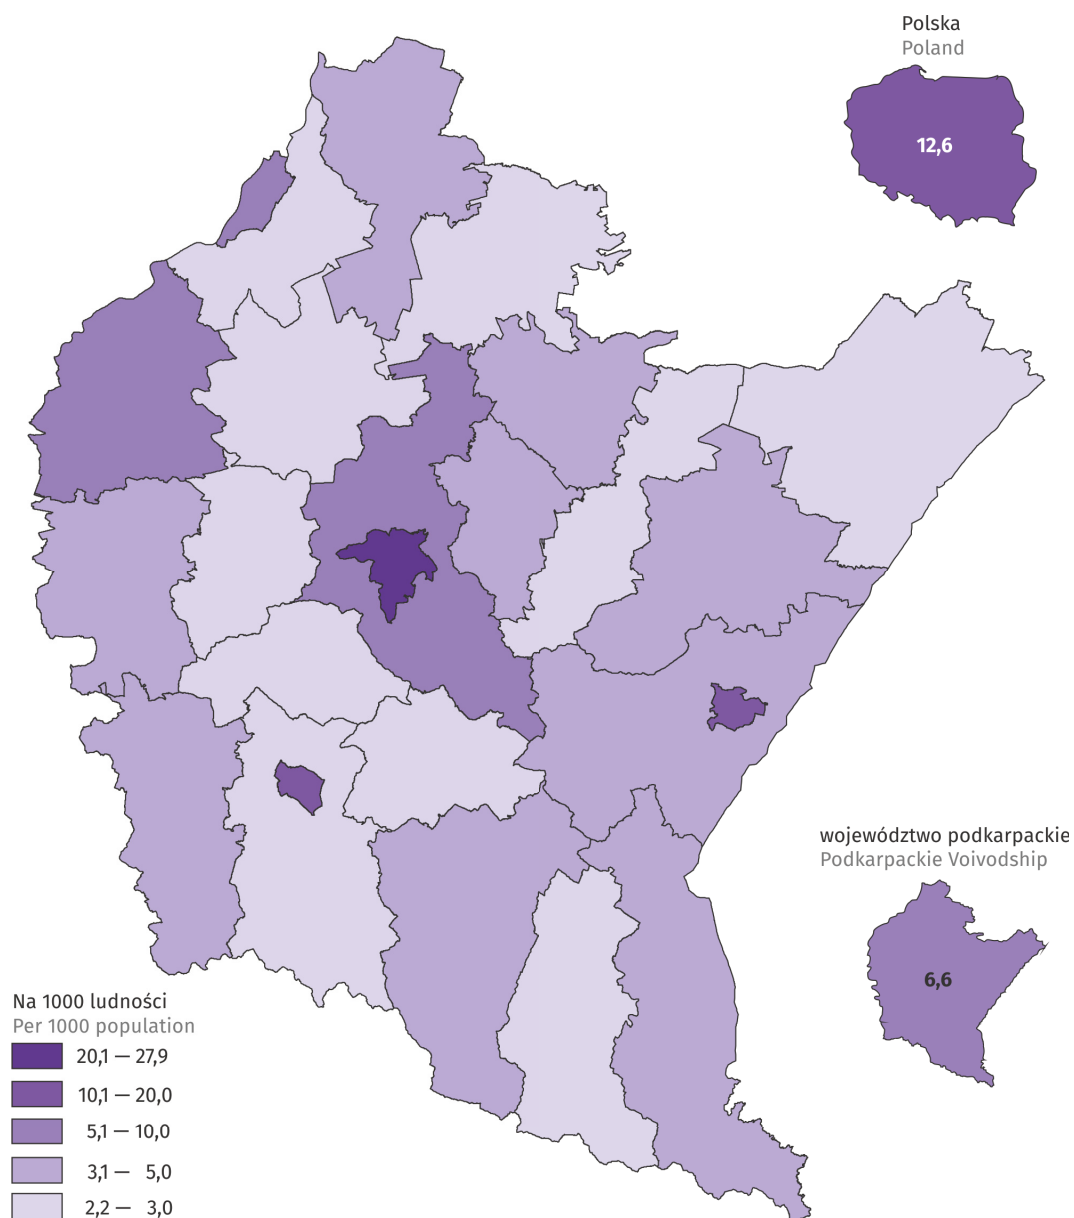 Polska
Poland
12,6
województwo podkarpackie
Podkarpackie Voivodship
6,6
Na 1000 ludności
Per 1000 population
20,1 — 27,9
10,1 — 20,0
5,1 — 10,0
3,1 — 5,0
2,2 — 3,0